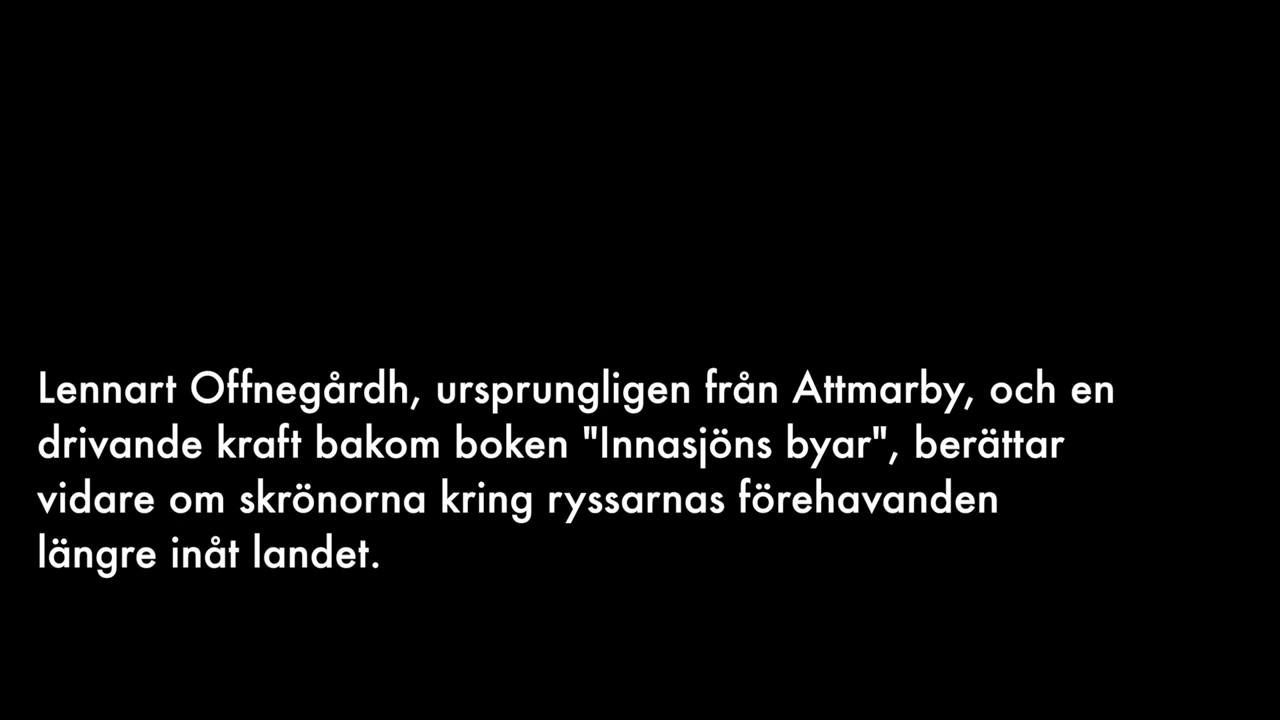 Lennart Offnegårdh, ursprungligen från Attmarby, och en
drivande kraft bakom boken "Innasjöns byar", berättar
vidare om skrönorna kring ryssarnas förehavanden
längre inåt landet.